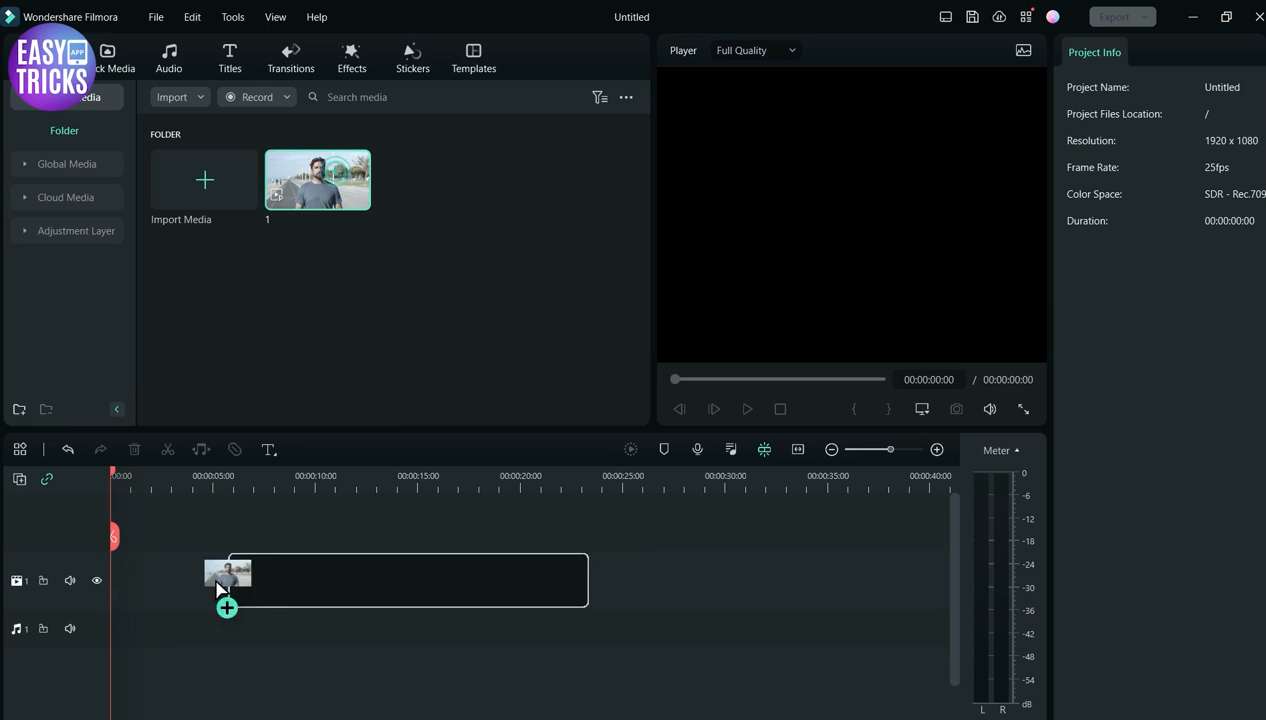 Wondershare Filmora
File
Edit
Tools
View
Help
Untitled
Export
EASY
APP
TRICKS
ck Media
Audio
Titles
Transitions
Effects
Stickers
Templates
Player
Full Quality
Project Info
edia
Import
Record
Search media
Project Name:
Untitled
Project Files Location:
/
Resolution:
1920 x 1080
Frame Rate:
25fps
Color Space:
SDR - Rec.709
Duration:
00:00:00:00
Folder
FOLDER
Global Media
Cloud Media
Adjustment Layer
Import Media
1
00:00:00:00
/
00:00:00:00
Meter
00:00
00:00:05:00
00:00:10:00
00:00:15:00
00:00:20:00
00:00:25:00
00:00:30:00
00:00:35:00
00:00:40:00
0
-6
-12
-18
-24
-30
-36
-42
-48
-54
dB
L
R
1
1